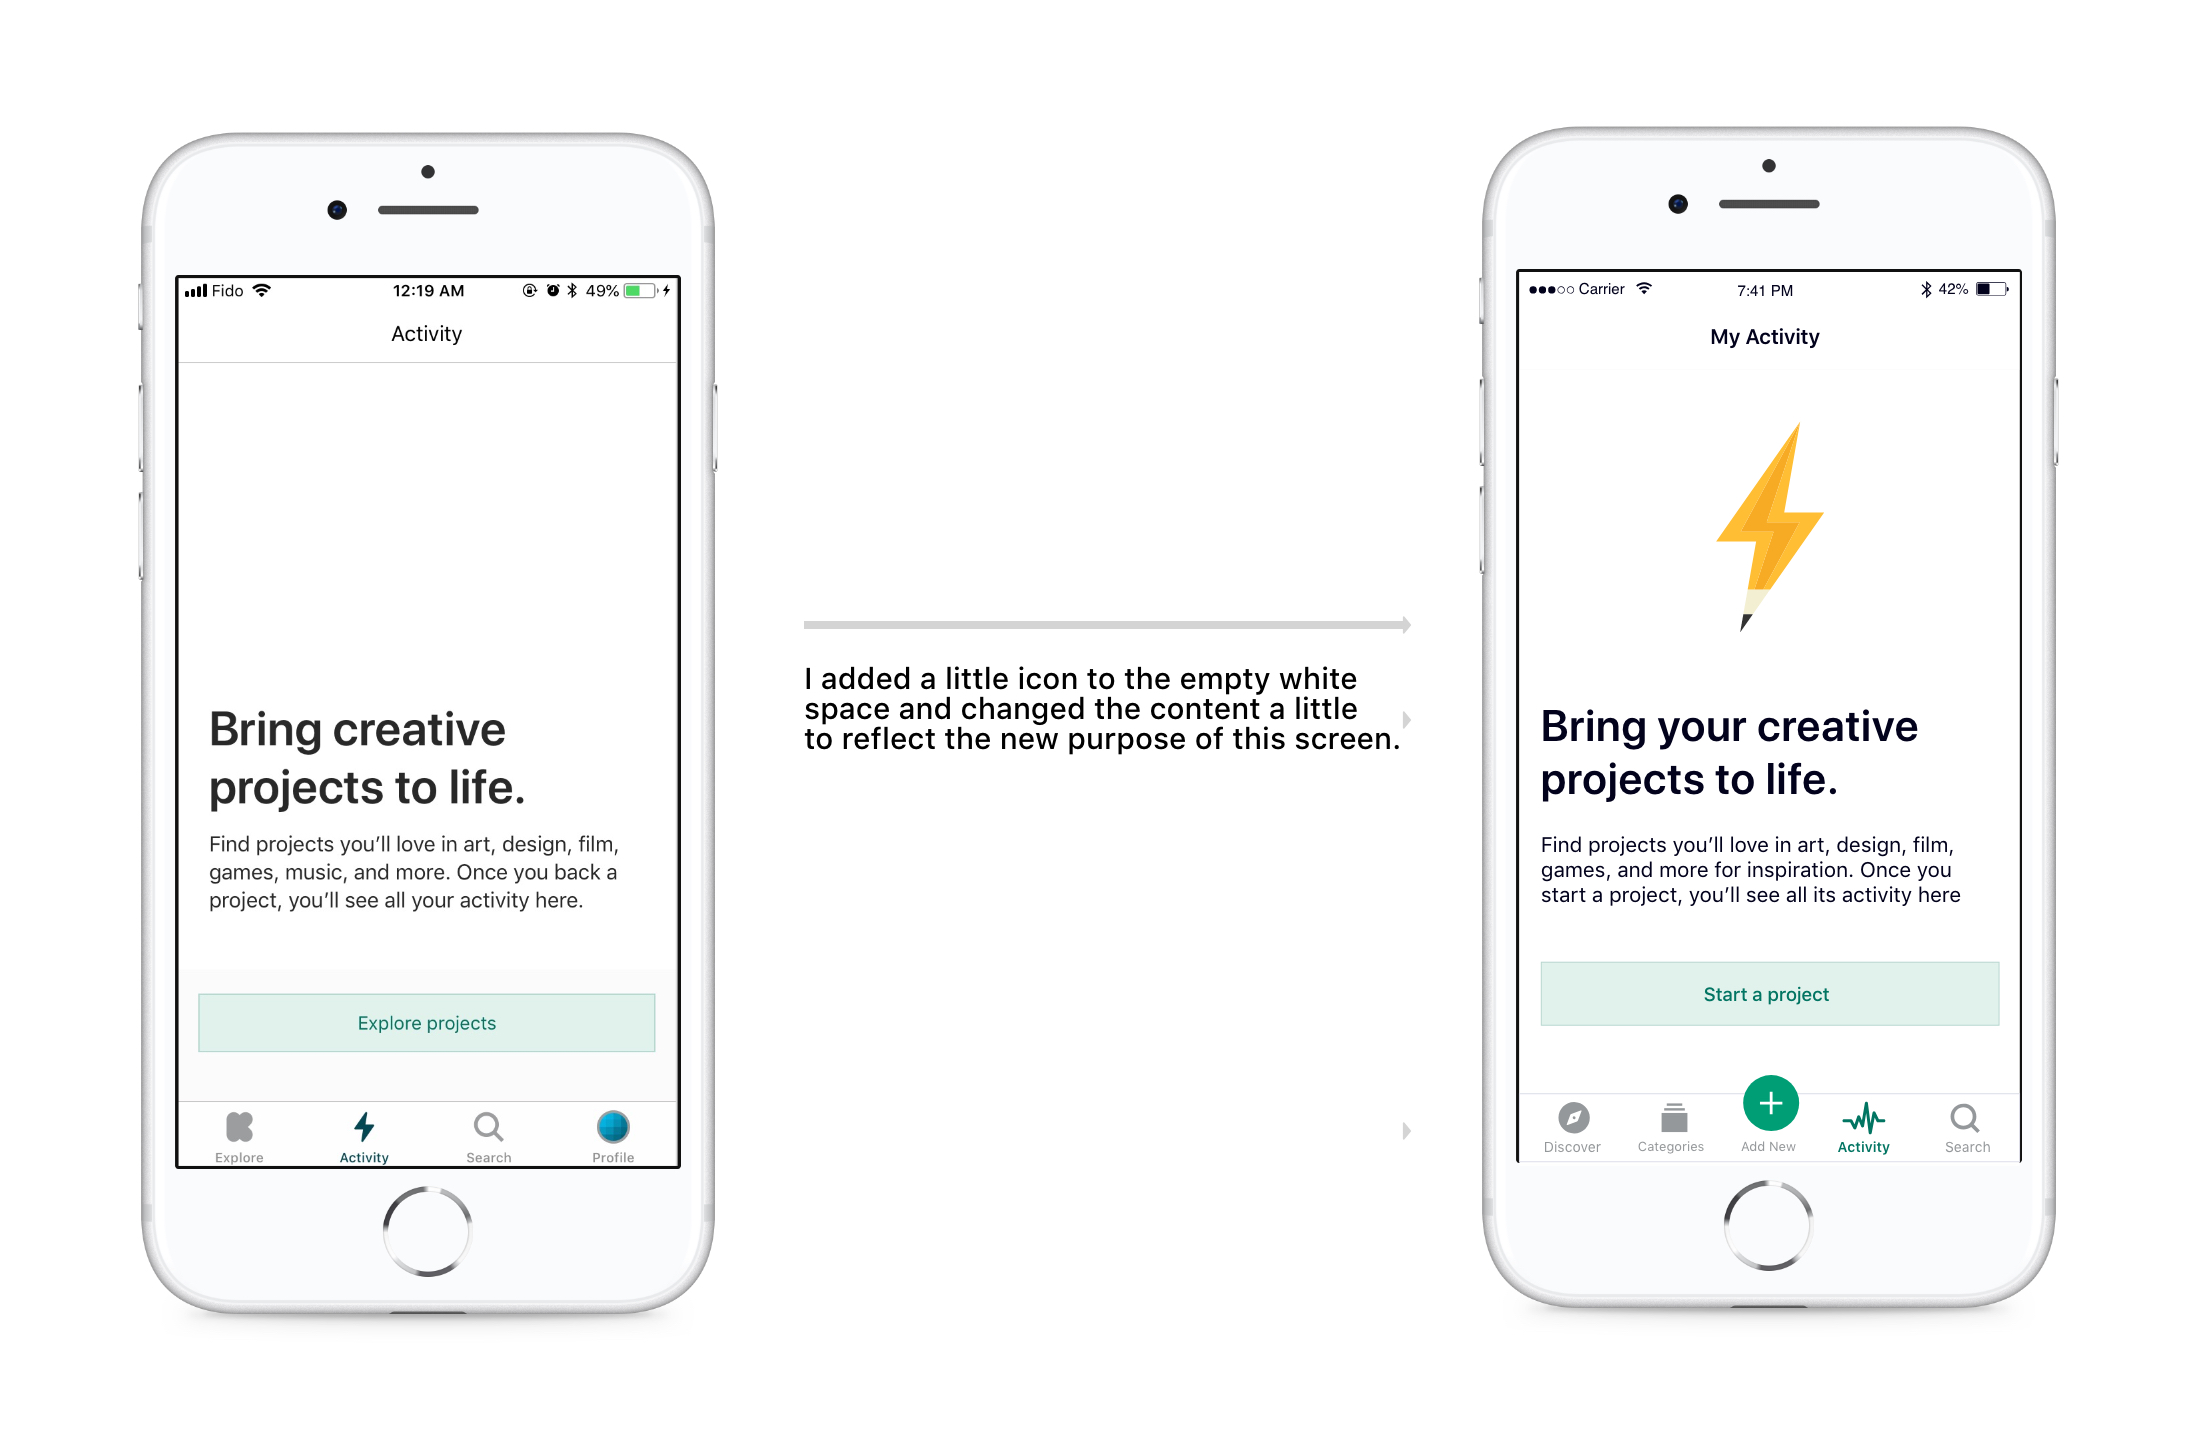 Fido
12:19 AM
49%
Activity
Bring creative
projects to life.
Find projects you’ll love in art, design, film,
games, music, and more. Once you back a
project, you’ll see all your activity here.
Explore projects
Explore
Activity
Search
Profile
I added a little icon to the empty white
space and changed the content a little
to reflect the new purpose of this screen.
Carrier
7:41 PM
42%
My Activity
Bring your creative
projects to life.
Find projects you’ll love in art, design, film,
games, and more for inspiration. Once you
start a project, you’ll see all its activity here
Start a project
Discover
Categories
Add New
Activity
Search